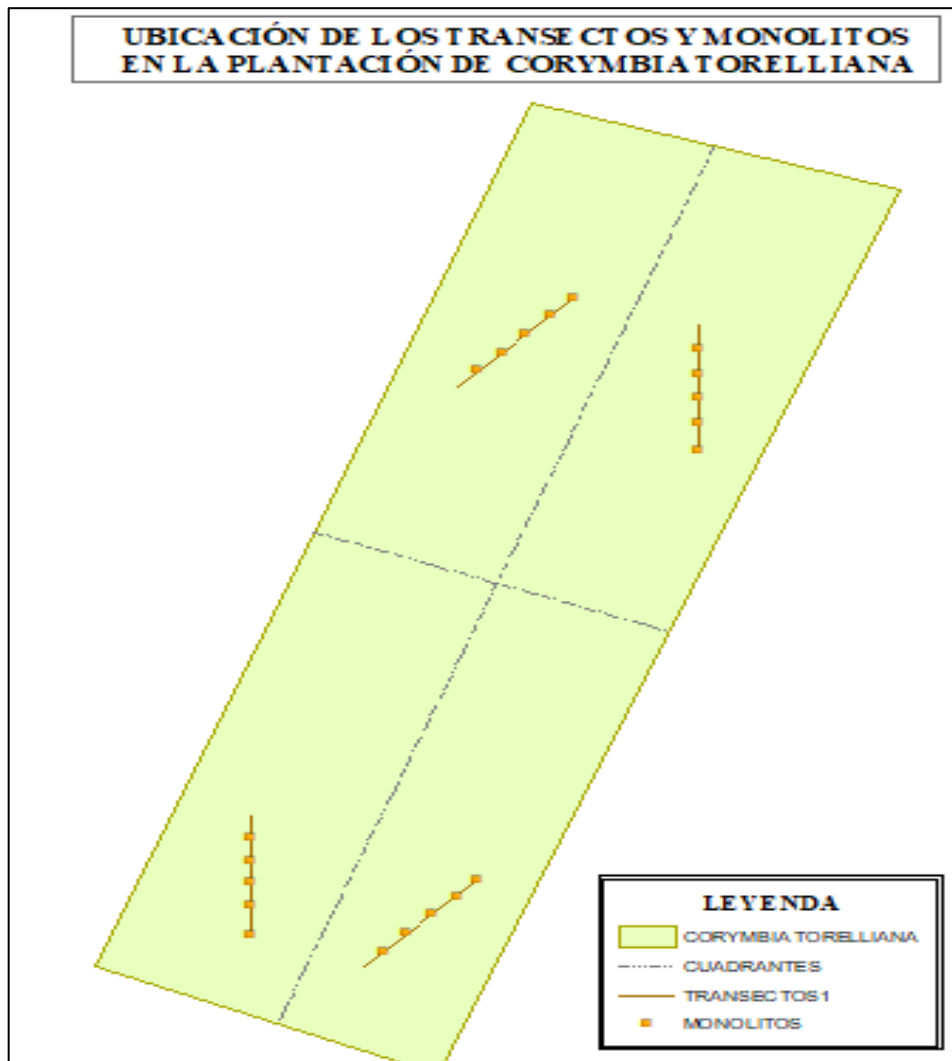 UBICACIÓN DE LOS TRANSECTOS Y MONOLITOS
EN LA PLANTACIÓN DE CORYMBIA TORELLIANA
LEYENDA
CORYMBIA TORELLIANA
CUADRANTES
TRANSECTOS1
MONOLITOS